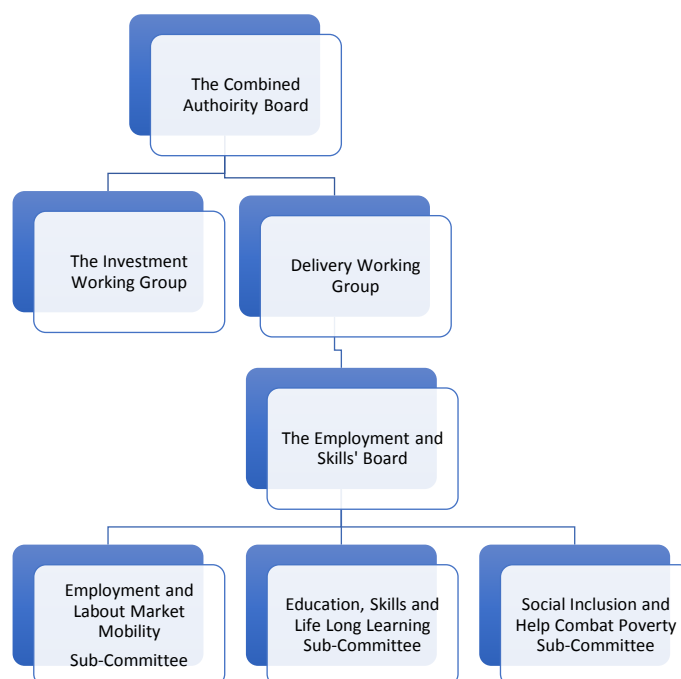 The Combined
Authoirity Board
The Investment
Working Group
Delivery Working
Group
The Employment and
Skills' Board
Employment and
Labout Market
Mobility
Sub-Committee
Education, Skills and
Life Long Learning
Sub-Committee
Social Inclusion and
Help Combat Poverty
Sub-Committee